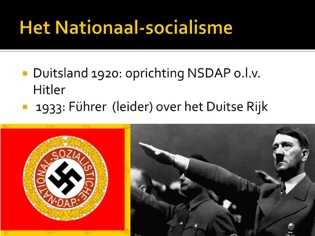 Het Nationaal-socialisme
Duitsland 1920: oprichting NSDAP o.l.v.
Hitler
1933: Führer (leider) over het Duitse Rijk
NATIONAL-SOZIALISTISCHE
D.A.P.